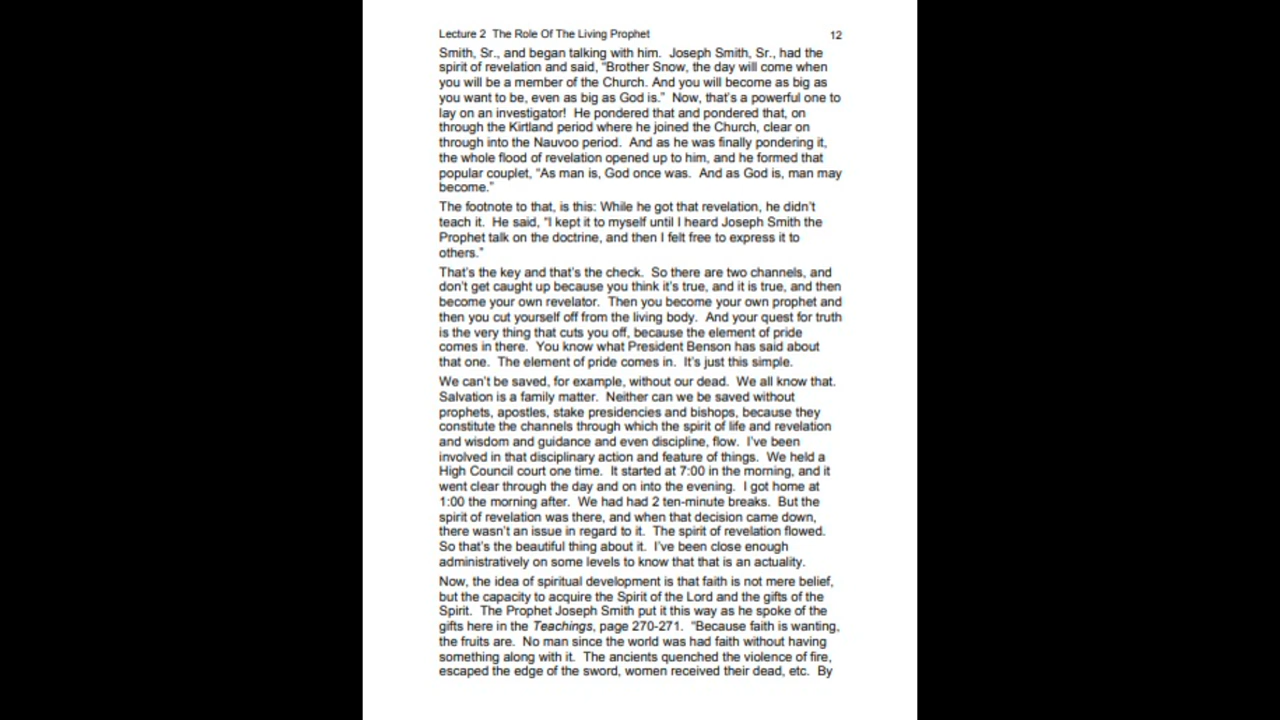 Lecture 2  The Role Of The Living Prophet 12
Smith, Sr., and began talking with him.  Joseph Smith, Sr., had the
spirit of revelation and said, “Brother Snow, the day will come when
you will be a member of the Church. And you will become as big as
you want to be, even as big as God is.”  Now, that’s a powerful one to
lay on an investigator!  He pondered that and pondered that, on
through the Kirtland period where he joined the Church, clear on
through into the Nauvoo period.  And as he was finally pondering it,
the whole flood of revelation opened up to him, and he formed that
popular couplet, “As man is, God once was.  And as God is, man may
become.”
The footnote to that, is this: While he got that revelation, he didn’t
teach it.  He said, “I kept it to myself until I heard Joseph Smith the
Prophet talk on the doctrine, and then I felt free to express it to
others.”
That’s the key and that’s the check.  So there are two channels, and
don’t get caught up because you think it’s true, and it is true, and then
become your own revelator.  Then you become your own prophet and
then you cut yourself off from the living body.  And your quest for truth
is the very thing that cuts you off, because the element of pride
comes in there.  You know what President Benson has said about
that one.  The element of pride comes in.  It’s just this simple.
We can’t be saved, for example, without our dead.  We all know that.
Salvation is a family matter.  Neither can we be saved without
prophets, apostles, stake presidencies and bishops, because they
constitute the channels through which the spirit of life and revelation
and wisdom and guidance and even discipline, flow.  I’ve been
involved in that disciplinary action and feature of things.  We held a
High Council court one time.  It started at 7:00 in the morning, and it
went clear through the day and on into the evening.  I got home at
1:00 the morning after.  We had had 2 ten-minute breaks.  But the
spirit of revelation was there, and when that decision came down,
there wasn’t an issue in regard to it.  The spirit of revelation flowed.
So that’s the beautiful thing about it.  I’ve been close enough
administratively on some levels to know that that is an actuality.
Now, the idea of spiritual development is that faith is not mere belief,
but the capacity to acquire the Spirit of the Lord and the gifts of the
Spirit.  The Prophet Joseph Smith put it this way as he spoke of the
gifts here in the Teachings, page 270-271.  “Because faith is wanting,
the fruits are.  No man since the world was had faith without having
something along with it.  The ancients quenched the violence of fire,
escaped the edge of the sword, women received their dead, etc.  By